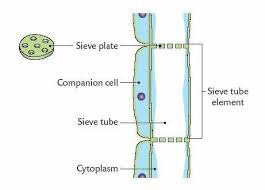 Sieve plate
Companion cell
Sieve tube
element
Sieve tube
Cytoplasm